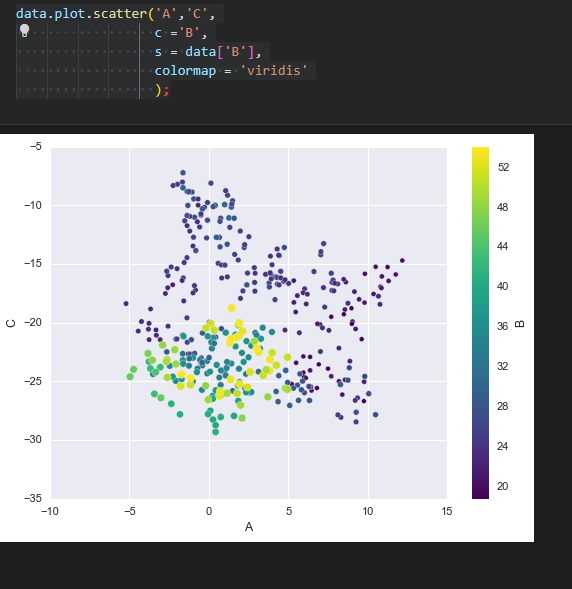 data.plot.scatter('A','C',
c ='B',
s = data['B'],
colormap = 'viridis'
);
−5
−10
−15
−20
−25
−30
−35
C
−10 −5 0 5 10 15
A
52
48
44
40
36
32
28
24
20
B